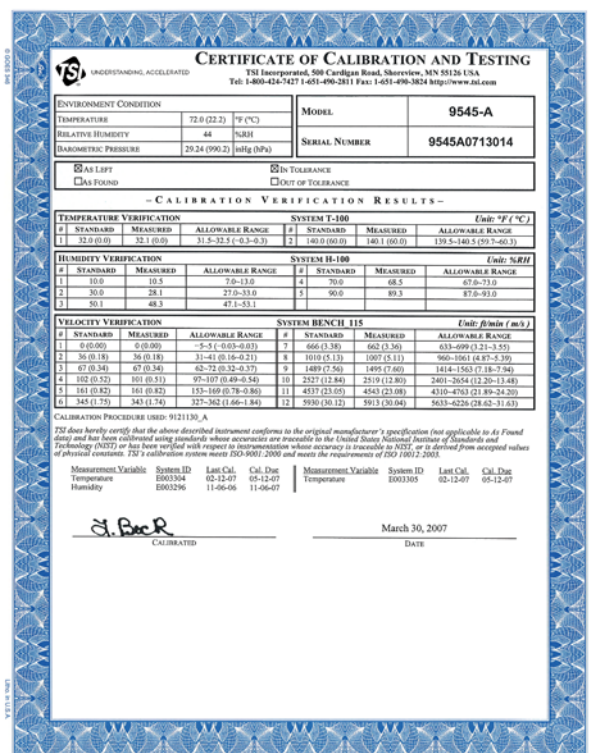 © GOES 346
TSI
UNDERSTANDING, ACCELERATED
CERTIFICATE OF CALIBRATION AND TESTING
TSI Incorporated, 500 Cardigan Road, Shoreview, MN 55126 USA
Tel: 1-800-424-7427 1-651-490-2811 Fax: 1-651-490-3824 http://www.tsi.com
ENVIRONMENT CONDITION
TEMPERATURE 72.0 (22.2) °F (°C)
RELATIVE HUMIDITY 44 %RH
BAROMETRIC PRESSURE 29.24 (990.2) inHg (hPa)
MODEL 9545-A
SERIAL NUMBER 9545A0713014
☒ AS LEFT ☒ IN TOLERANCE
☐ AS FOUND ☐ OUT OF TOLERANCE
– CALIBRATION VERIFICATION RESULTS –
TEMPERATURE VERIFICATION SYSTEM T-100 Unit: °F (°C)
# STANDARD MEASURED ALLOWABLE RANGE # STANDARD MEASURED ALLOWABLE RANGE
1 32.0 (0.0) 32.1 (0.0) 31.5~32.5 (−0.3~0.3) 2 140.0 (60.0) 140.1 (60.0) 139.5~140.5 (59.7~60.3)
HUMIDITY VERIFICATION SYSTEM H-100 Unit: %RH
# STANDARD MEASURED ALLOWABLE RANGE # STANDARD MEASURED ALLOWABLE RANGE
1 10.0 10.5 7.0~13.0 4 70.0 68.5 67.0~73.0
2 30.0 28.1 27.0~33.0 5 90.0 89.3 87.0~93.0
3 50.1 48.3 47.1~53.1
VELOCITY VERIFICATION SYSTEM BENCH_115 Unit: ft/min (m/s)
# STANDARD MEASURED ALLOWABLE RANGE # STANDARD MEASURED ALLOWABLE RANGE
1 0 (0.00) 0 (0.00) −5~5 (−0.03~0.03) 7 666 (3.38) 662 (3.36) 633~699 (3.21~3.55)
2 36 (0.18) 36 (0.18) 31~41 (0.16~0.21) 8 1010 (5.13) 1007 (5.11) 960~1061 (4.87~5.39)
3 67 (0.34) 67 (0.34) 62~72 (0.32~0.37) 9 1489 (7.56) 1495 (7.60) 1414~1563 (7.18~7.94)
4 102 (0.52) 101 (0.51) 97~107 (0.49~0.54) 10 2527 (12.84) 2519 (12.80) 2401~2654 (12.20~13.48)
5 161 (0.82) 161 (0.82) 153~169 (0.78~0.86) 11 4537 (23.05) 4543 (23.08) 4310~4763 (21.89~24.20)
6 345 (1.75) 343 (1.74) 327~362 (1.66~1.84) 12 5930 (30.12) 5913 (30.04) 5633~6226 (28.62~31.63)
CALIBRATION PROCEDURE USED: 9121130_A
TSI does hereby certify that the above described instrument conforms to the original manufacturer's specification (not applicable to As Found
data) and has been calibrated using standards whose accuracies are traceable to the United States National Institute of Standards and
Technology (NIST) or has been verified with respect to instrumentation whose accuracy is traceable to NIST, or is derived from accepted values
of physical constants. TSI's calibration system meets ISO-9001:2000 and meets the requirements of ISO 10012:2003.
Measurement Variable System ID Last Cal. Cal. Due Measurement Variable System ID Last Cal. Cal. Due
Temperature E003304 02-12-07 05-12-07 Temperature E003305 02-12-07 05-12-07
Humidity E003296 11-06-06 11-06-07
J. Beck March 30, 2007
CALIBRATED DATE
Litho. in U.S.A.